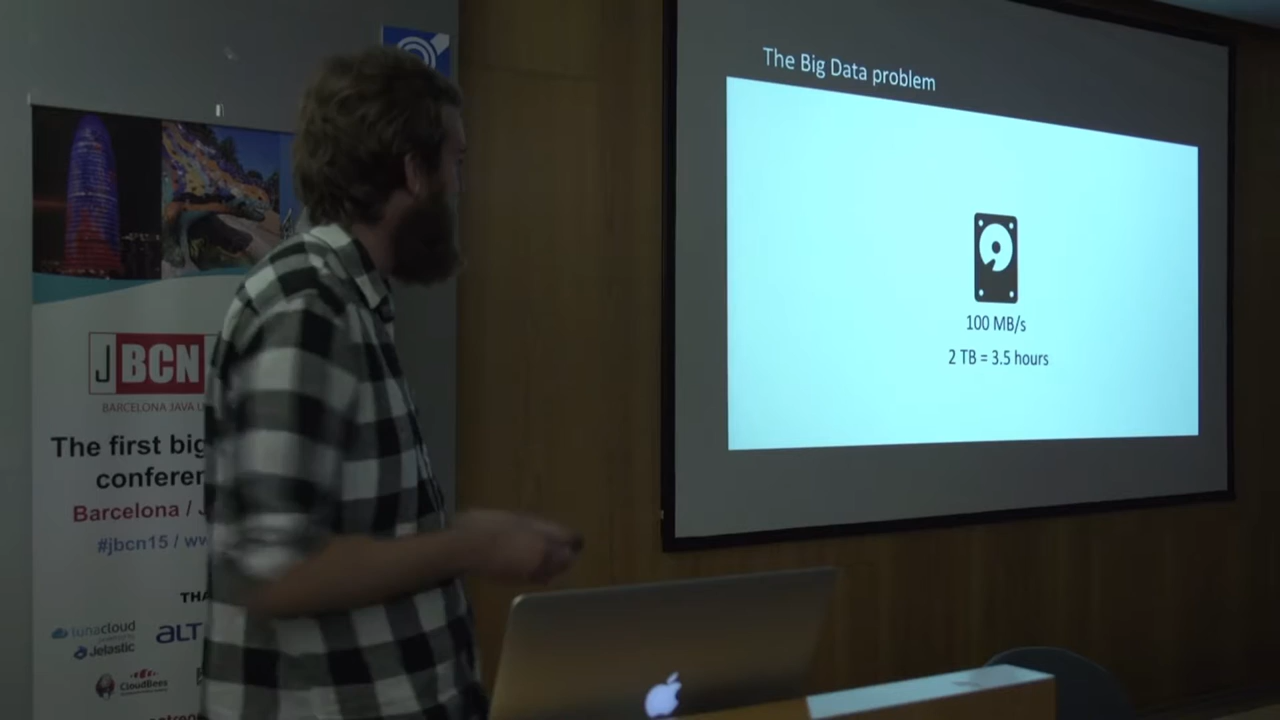 The Big Data problem
100 MB/s
2 TB = 3.5 hours
JBCN
BARCELONA JAVA U
The first big
conferen
Barcelona / J
#jbcn15 / ww
THA
tunacloud
Jelastic
ALT
CloudBees